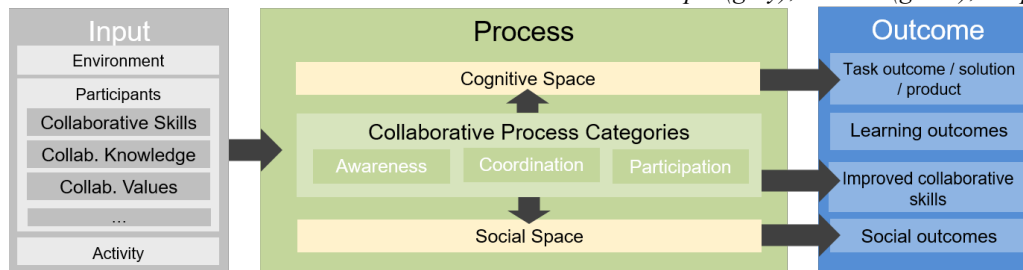 Input
Environment
Participants
Collaborative Skills
Collab. Knowledge
Collab. Values
...
Activity
Process
Cognitive Space
Collaborative Process Categories
Awareness
Coordination
Participation
Social Space
Outcome
Task outcome / solution
/ product
Learning outcomes
Improved collaborative
skills
Social outcomes